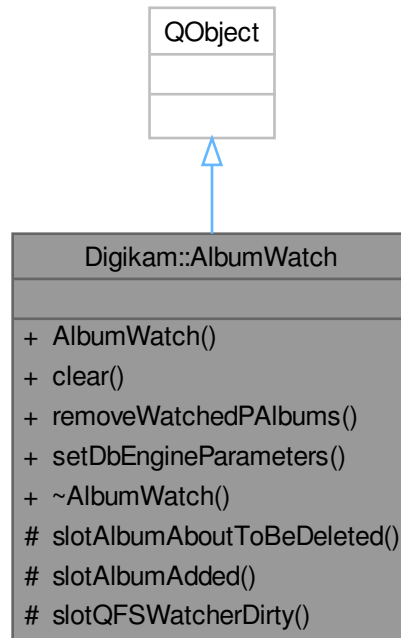 QObject
Digikam::AlbumWatch
+ AlbumWatch()
+ clear()
+ removeWatchedPAlbums()
+ setDbEngineParameters()
+ ~AlbumWatch()
# slotAlbumAboutToBeDeleted()
# slotAlbumAdded()
# slotQFSWatcherDirty()